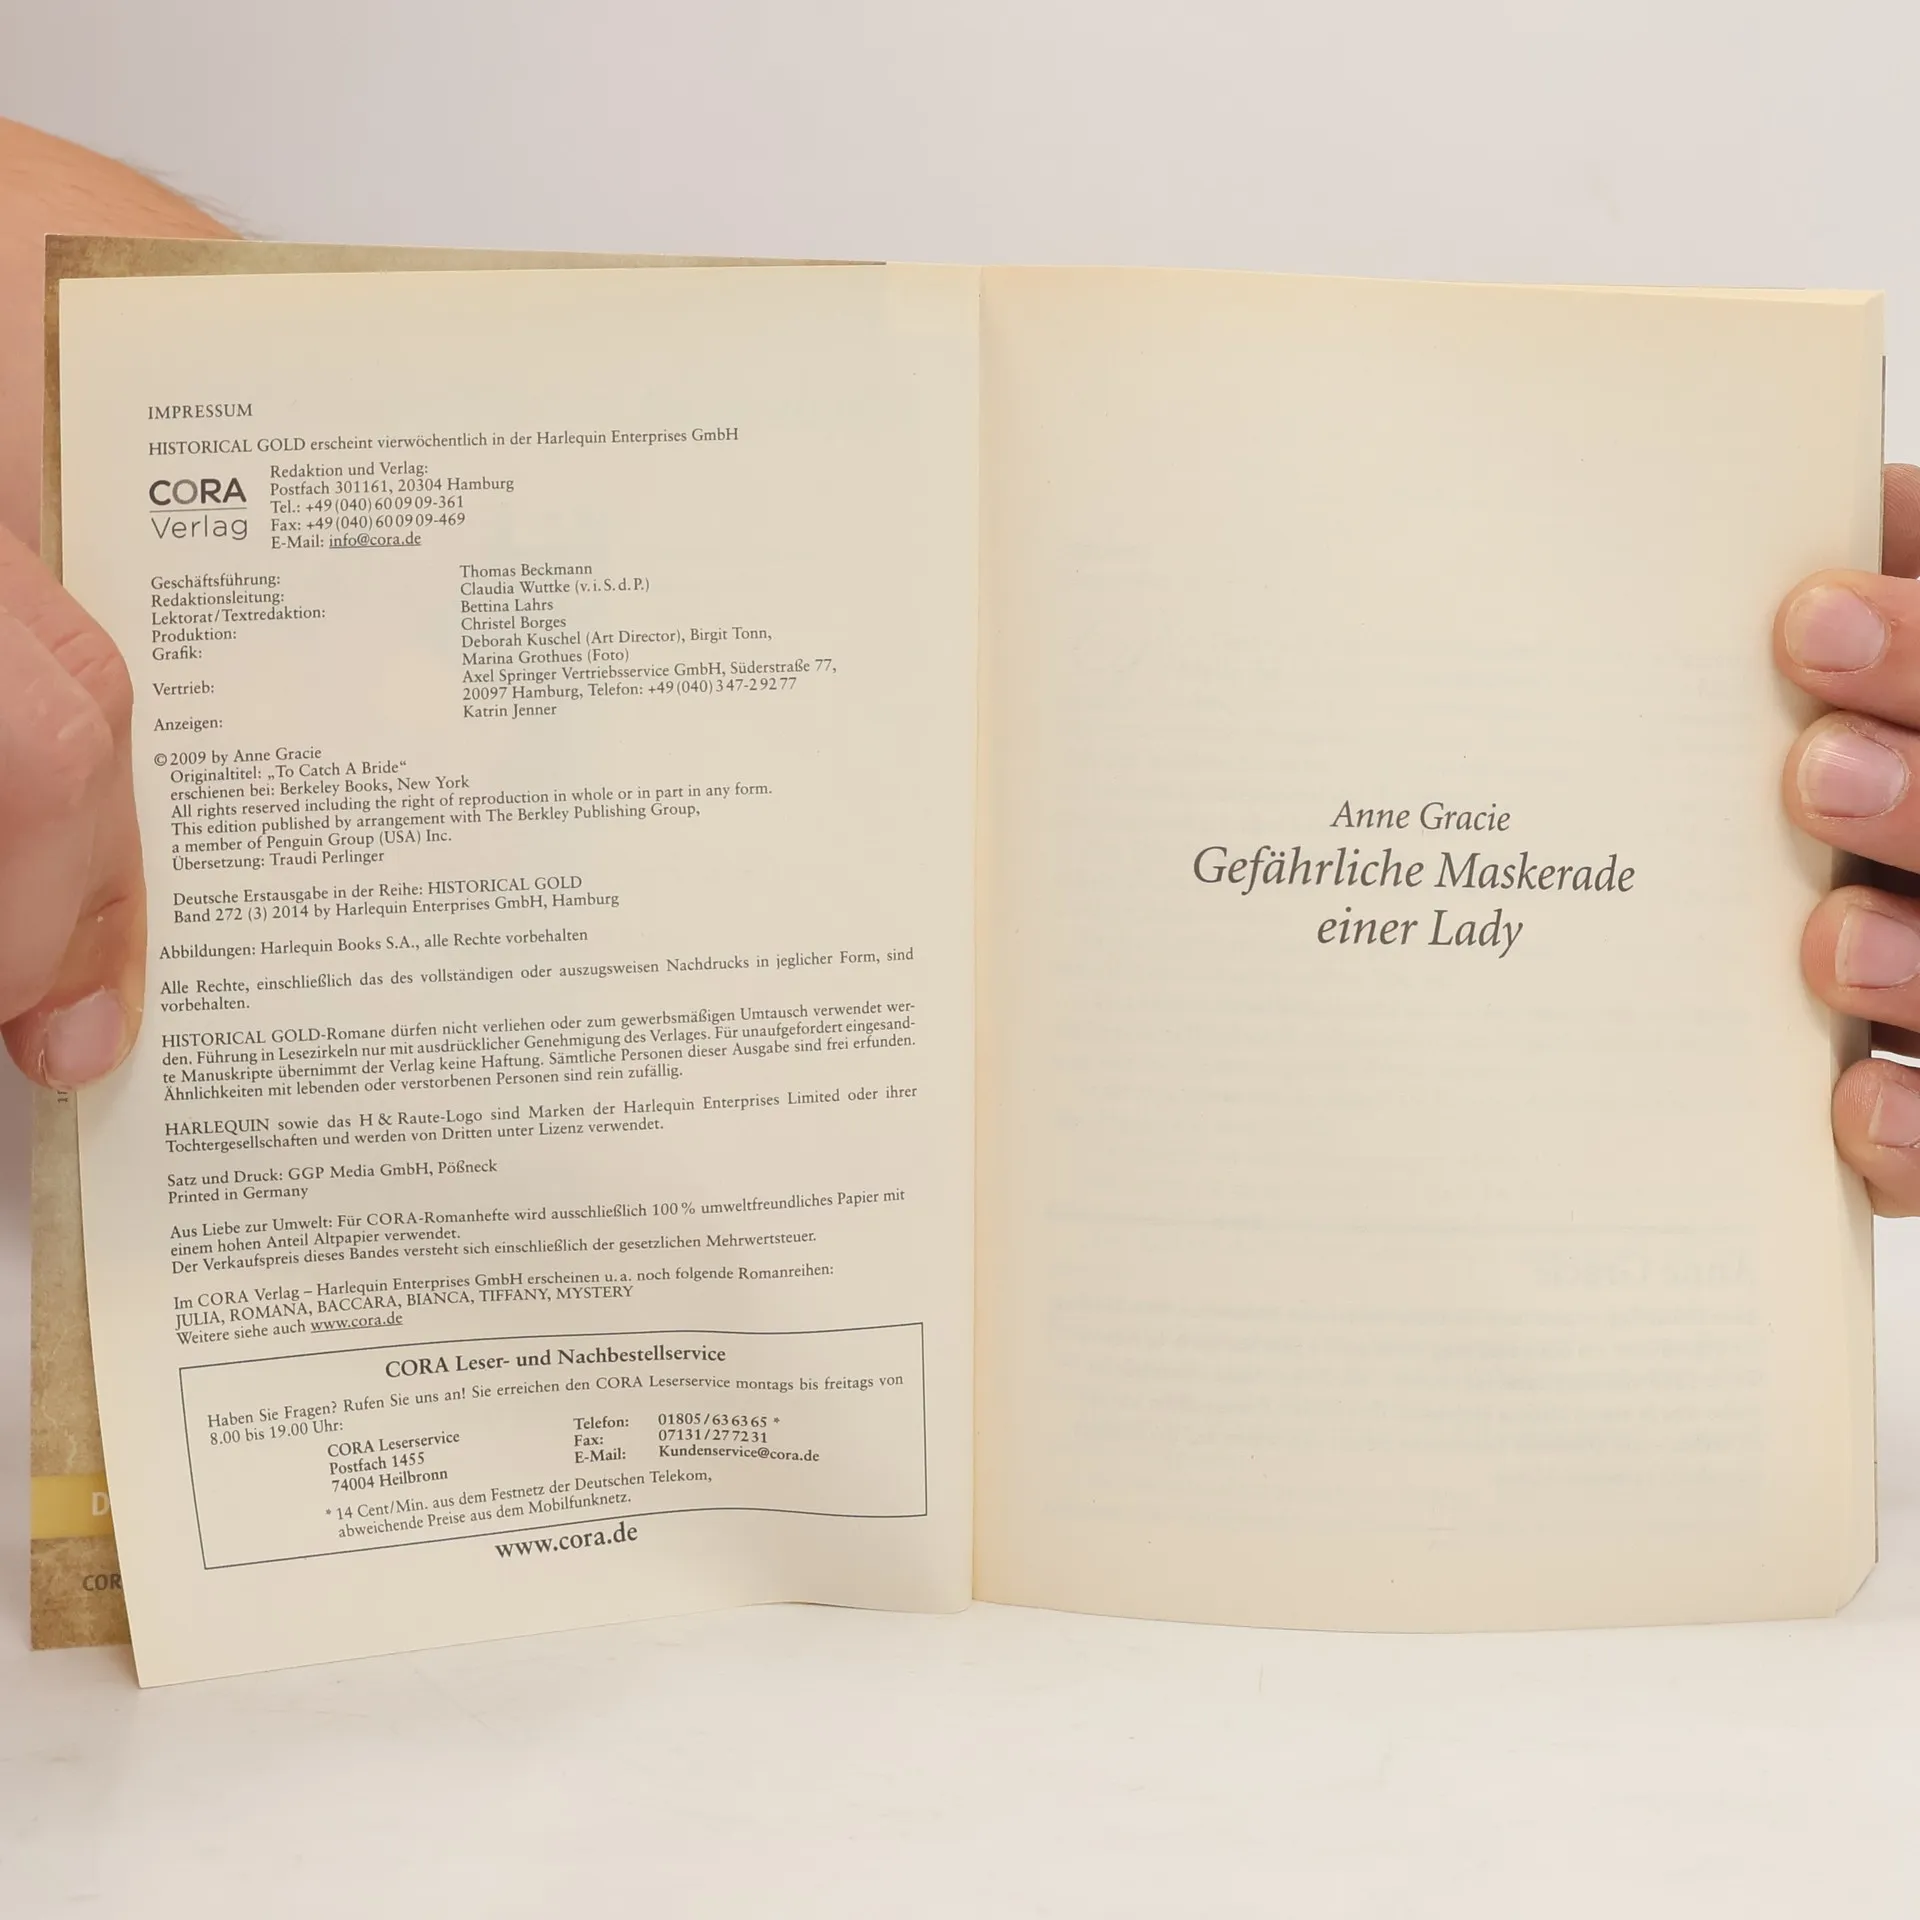 IMPRESSUM
HISTORICAL GOLD erscheint vierwöchentlich in der Harlequin Enterprises GmbH
CORA
Verlag
Redaktion und Verlag:
Postfach 301161, 20304 Hamburg
Tel.: +49 (040) 60 09 09-361
Fax: +49 (040) 60 09 09-469
E-Mail: info@cora.de
Geschäftsführung: Thomas Beckmann
Redaktionsleitung: Claudia Wuttke (v. i. S. d. P.)
Lektorat/Textredaktion: Bettina Lahrs
Produktion: Christel Borges
Grafik: Deborah Kuschel (Art Director), Birgit Tonn,
Marina Grothues (Foto)
Vertrieb: Axel Springer Vertriebsservice GmbH, Süderstraße 77,
20097 Hamburg, Telefon: +49 (040) 3 47-2 92 77
Anzeigen: Katrin Jenner
© 2009 by Anne Gracie
Originaltitel: „To Catch A Bride“
erschienen bei: Berkeley Books, New York
All rights reserved including the right of reproduction in whole or in part in any form.
This edition published by arrangement with The Berkley Publishing Group,
a member of Penguin Group (USA) Inc.
Übersetzung: Traudi Perlinger
Deutsche Erstausgabe in der Reihe: HISTORICAL GOLD
Band 272 (3) 2014 by Harlequin Enterprises GmbH, Hamburg
Abbildungen: Harlequin Books S.A., alle Rechte vorbehalten
Alle Rechte, einschließlich das des vollständigen oder auszugsweisen Nachdrucks in jeglicher Form, sind
vorbehalten.
HISTORICAL GOLD-Romane dürfen nicht verliehen oder zum gewerbsmäßigen Umtausch verwendet wer-
den. Führung in Lesezirkeln nur mit ausdrücklicher Genehmigung des Verlages. Für unaufgefordert eingesand-
te Manuskripte übernimmt der Verlag keine Haftung. Sämtliche Personen dieser Ausgabe sind frei erfunden.
Ähnlichkeiten mit lebenden oder verstorbenen Personen sind rein zufällig.
HARLEQUIN sowie das H & Raute-Logo sind Marken der Harlequin Enterprises Limited oder ihrer
Tochtergesellschaften und werden von Dritten unter Lizenz verwendet.
Satz und Druck: GGP Media GmbH, Pößneck
Printed in Germany
Aus Liebe zur Umwelt: Für CORA-Romanhefte wird ausschließlich 100 % umweltfreundliches Papier mit
einem hohen Anteil Altpapier verwendet.
Der Verkaufspreis dieses Bandes versteht sich einschließlich der gesetzlichen Mehrwertsteuer.
Im CORA Verlag – Harlequin Enterprises GmbH erscheinen u. a. noch folgende Romanreihen:
JULIA, ROMANA, BACCARA, BIANCA, TIFFANY, MYSTERY
Weitere siehe auch www.cora.de
CORA Leser- und Nachbestellservice
Haben Sie Fragen? Rufen Sie uns an! Sie erreichen den CORA Leserservice montags bis freitags von
8.00 bis 19.00 Uhr:
CORA Leserservice
Postfach 1455
74004 Heilbronn
Telefon: 01805 / 63 63 65 *
Fax: 07131 / 27 72 31
E-Mail: Kundenservice@cora.de
* 14 Cent/Min. aus dem Festnetz der Deutschen Telekom,
abweichende Preise aus dem Mobilfunknetz.
www.cora.de
D
COR
Anne Gracie
Gefährliche Maskerade
einer Lady